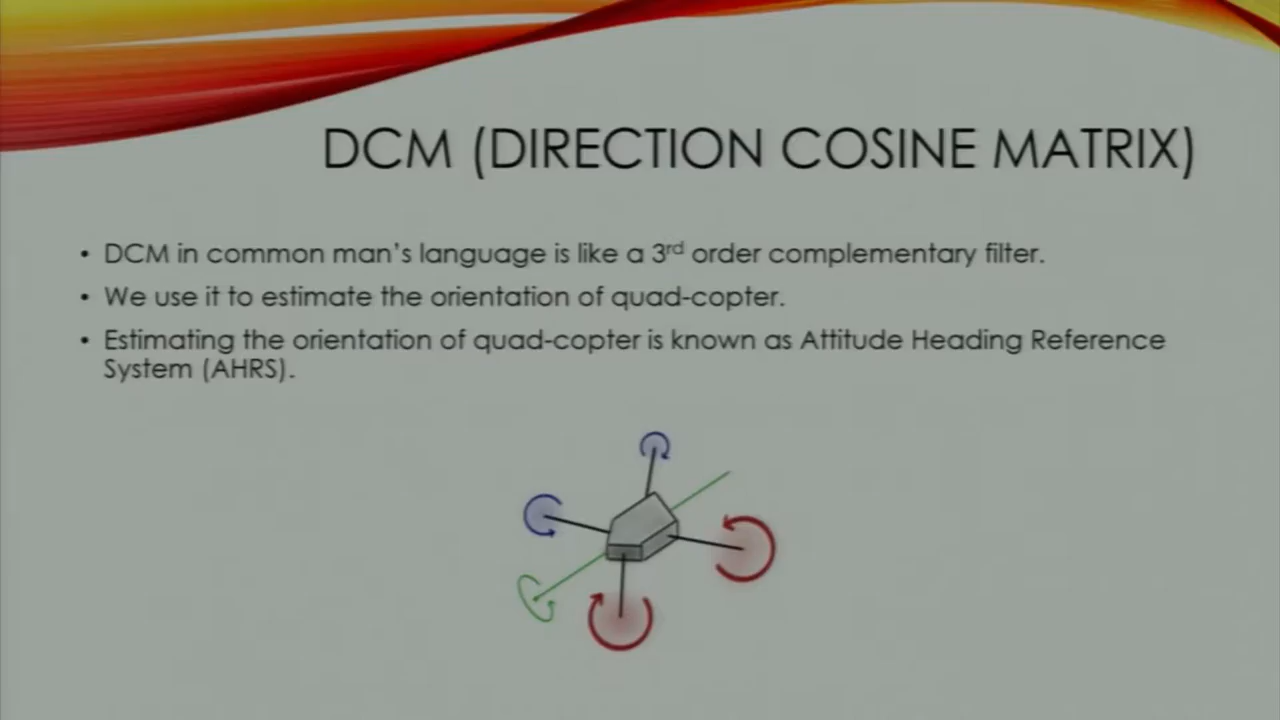 DCM (DIRECTION COSINE MATRIX)
• DCM in common man's language is like a 3rd order complementary filter.
• We use it to estimate the orientation of quad-copter.
• Estimating the orientation of quad-copter is known as Attitude Heading Reference
System (AHRS).